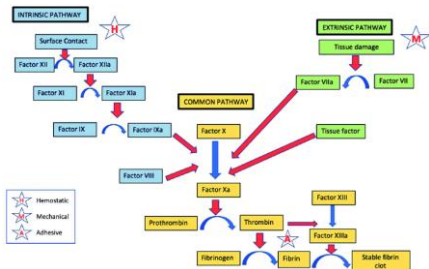 INTRINSIC PATHWAY
H
Surface Contact
Factor XII
Factor XIIa
Factor XI
Factor XIa
Factor IX
Factor IXa
Factor VIII
EXTRINSIC PATHWAY
Tissue damage
M
Factor VIIa
Factor VII
Tissue factor
COMMON PATHWAY
Factor X
Factor Xa
Prothrombin
Thrombin
Factor XIII
Factor XIIIa
A
Fibrinogen
Fibrin
Stable fibrin
clot
H Hemostatic
M Mechanical
A Adhesive